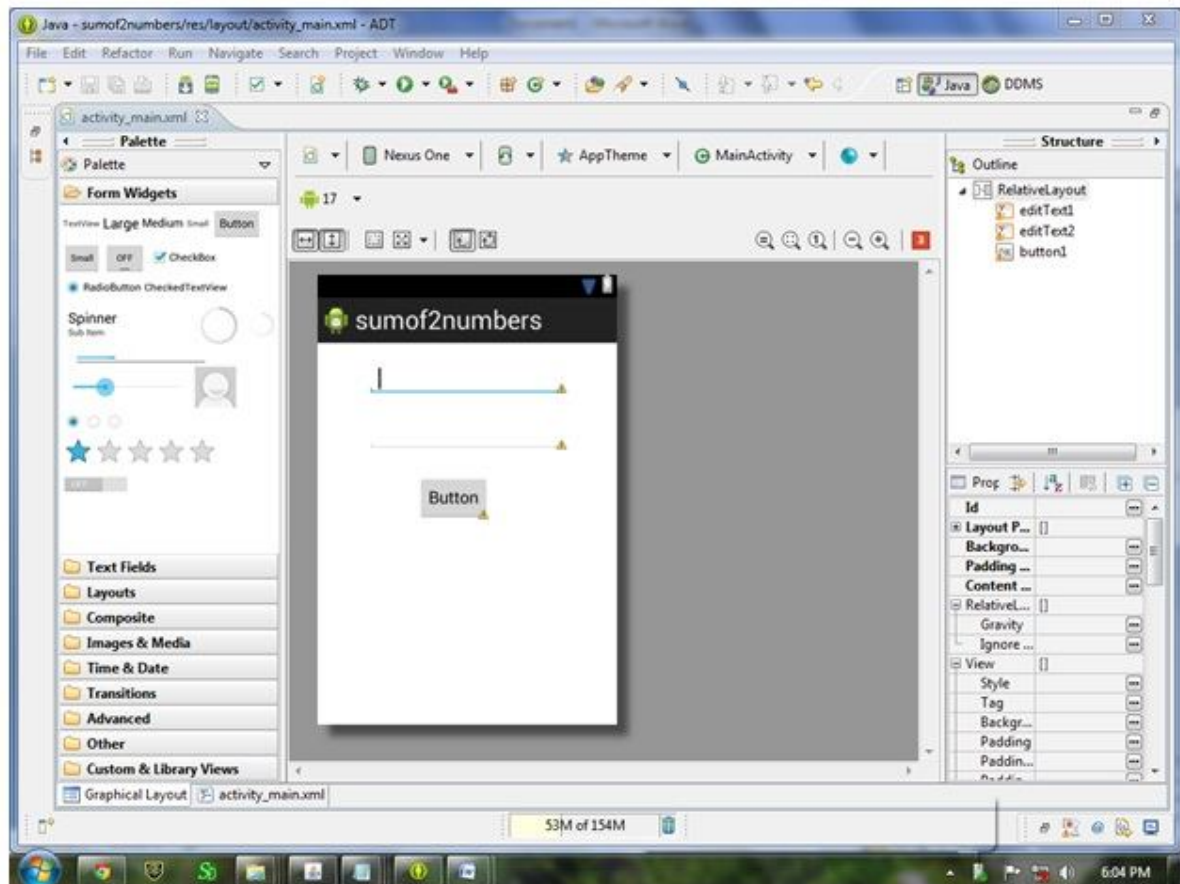 Java - sumof2numbers/res/layout/activity_main.xml - ADT
File Edit Refactor Run Navigate Search Project Window Help
Java DDMS
activity_main.xml
Palette
Palette
Form Widgets
TextView Large Medium Small Button
Small OFF CheckBox
RadioButton CheckedTextView
Spinner
Sub Item
OFF
Text Fields
Layouts
Composite
Images & Media
Time & Date
Transitions
Advanced
Other
Custom & Library Views
Graphical Layout activity_main.xml
Nexus One AppTheme MainActivity
17
3
sumof2numbers
Button
Structure
Outline
RelativeLayout
editText1
editText2
button1
Prop
Id
Layout P... []
Backgro...
Padding ...
Content ...
RelativeL... []
Gravity
Ignore ...
View []
Style
Tag
Backgr...
Padding
Paddin...
53M of 154M
6:04 PM